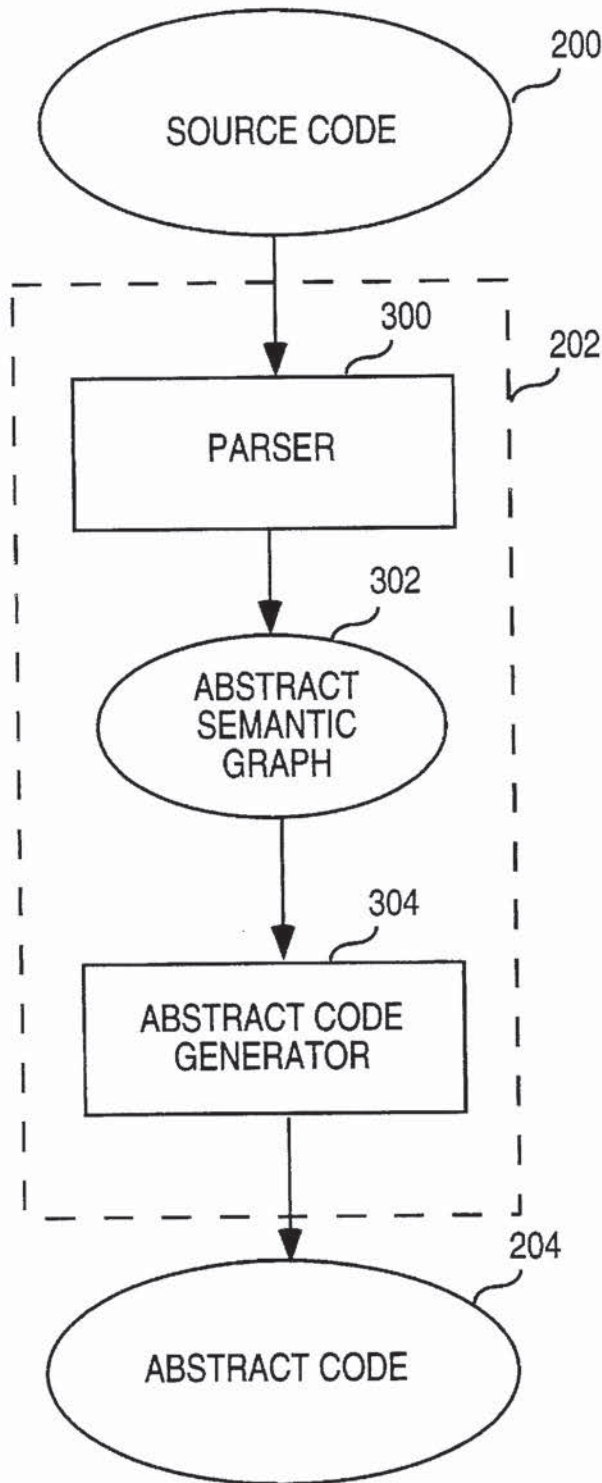 200
SOURCE CODE
300
202
PARSER
302
ABSTRACT
SEMANTIC
GRAPH
304
ABSTRACT CODE
GENERATOR
204
ABSTRACT CODE